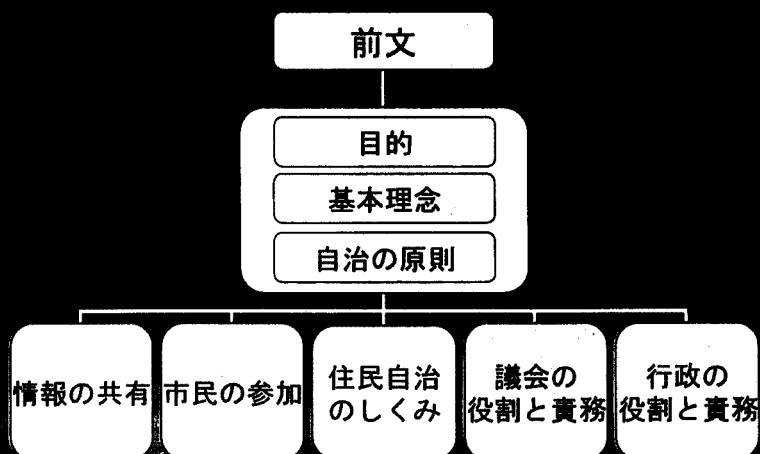 前文
目的
基本理念
自治の原則
情報の共有
市民の参加
住民自治
のしくみ
議会の
役割と責務
行政の
役割と責務